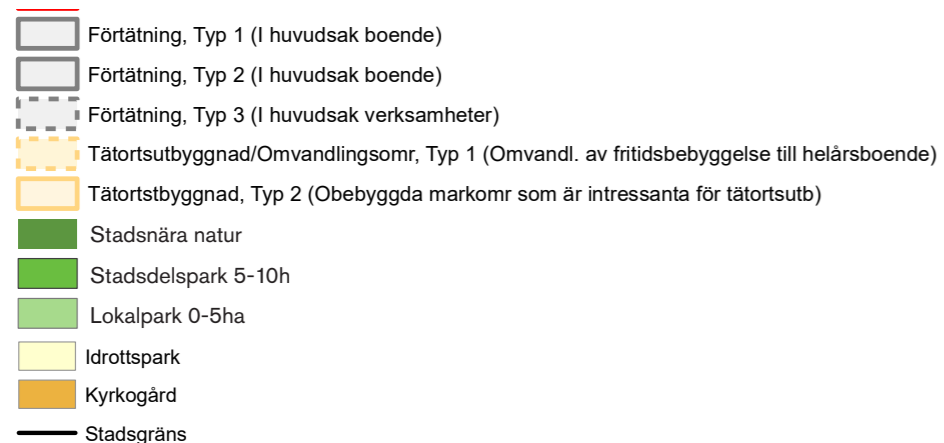 Förtätning, Typ 1 (I huvudsak boende)
Förtätning, Typ 2 (I huvudsak boende)
Förtätning, Typ 3 (I huvudsak verksamheter)
Tätortsutbyggnad/Omvandlingsomr, Typ 1 (Omvandl. av fritidsbebyggelse till helårsboende)
Tätortstbyggnad, Typ 2 (Obebyggda markomr som är intressanta för tätortsutb)
Stadsnära natur
Stadsdelspark 5-10h
Lokalpark 0-5ha
Idrottspark
Kyrkogård
Stadsgräns